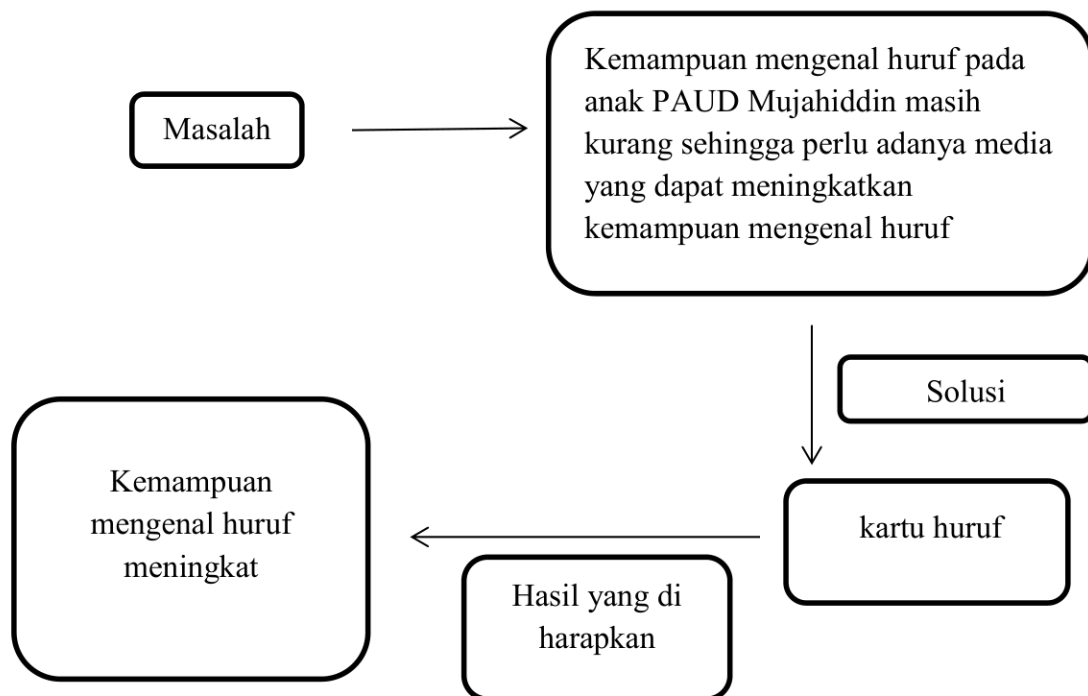 Masalah
Kemampuan mengenal huruf pada
anak PAUD Mujahiddin masih
kurang sehingga perlu adanya media
yang dapat meningkatkan
kemampuan mengenal huruf
Solusi
kartu huruf
Hasil yang di
harapkan
Kemampuan
mengenal huruf
meningkat